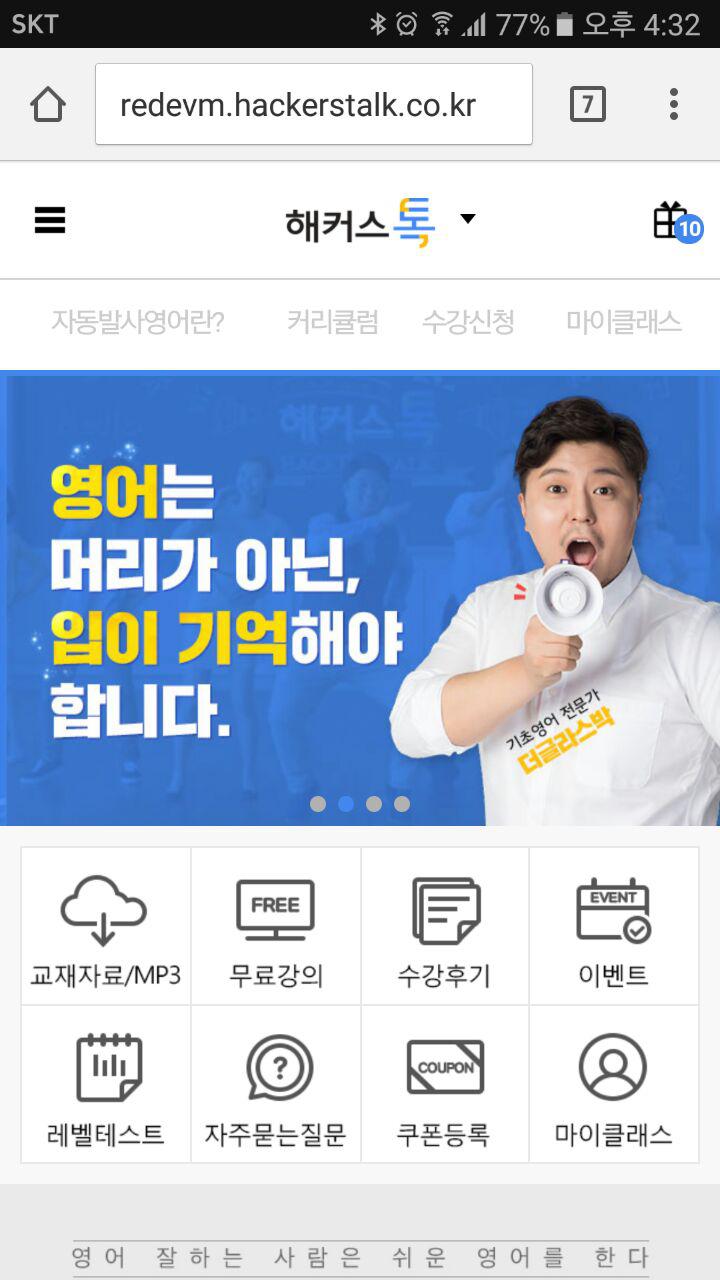 SKT 77% 오후 4:32
redevm.hackerstalk.co.kr 7
해커스톡 10
자동발사영어란? 커리큘럼 수강신청 마이클래스
해커스톡
영어는
머리가 아닌,
입이 기억해야
합니다.
기초영어 전문가
더글라스박
FREE EVENT
교재자료/MP3 무료강의 수강후기 이벤트
? COUPON
레벨테스트 자주묻는질문 쿠폰등록 마이클래스
영어 잘하는 사람은 쉬운 영어를 한다